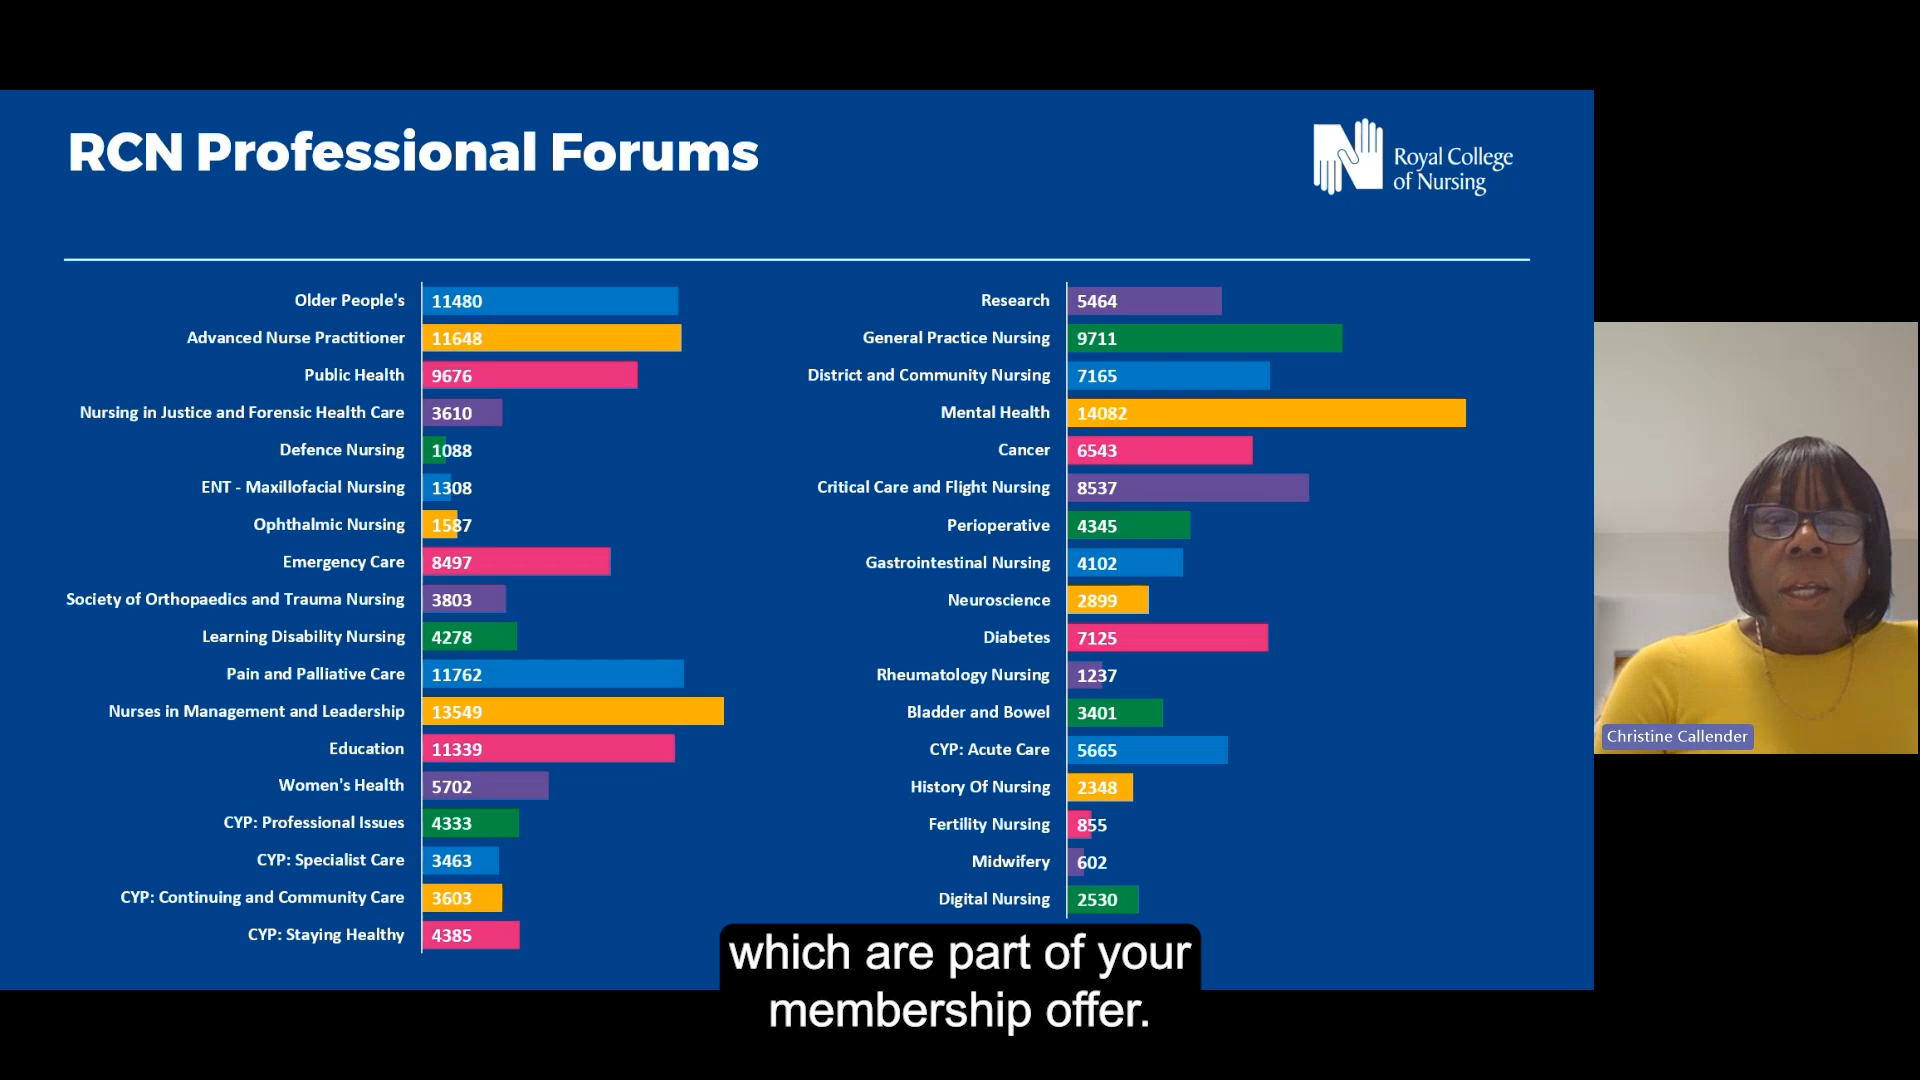 RCN Professional Forums
Royal College
of Nursing
Older People's 11480
Advanced Nurse Practitioner 11648
Public Health 9676
Nursing in Justice and Forensic Health Care 3610
Defence Nursing 1088
ENT - Maxillofacial Nursing 1308
Ophthalmic Nursing 1587
Emergency Care 8497
Society of Orthopaedics and Trauma Nursing 3803
Learning Disability Nursing 4278
Pain and Palliative Care 11762
Nurses in Management and Leadership 13549
Education 11339
Women's Health 5702
CYP: Professional Issues 4333
CYP: Specialist Care 3463
CYP: Continuing and Community Care 3603
CYP: Staying Healthy 4385
Research 5464
General Practice Nursing 9711
District and Community Nursing 7165
Mental Health 14082
Cancer 6543
Critical Care and Flight Nursing 8537
Perioperative 4345
Gastrointestinal Nursing 4102
Neuroscience 2899
Diabetes 7125
Rheumatology Nursing 1237
Bladder and Bowel 3401
CYP: Acute Care 5665
History Of Nursing 2348
Fertility Nursing 855
Midwifery 602
Digital Nursing 2530
Christine Callender
which are part of your
membership offer.